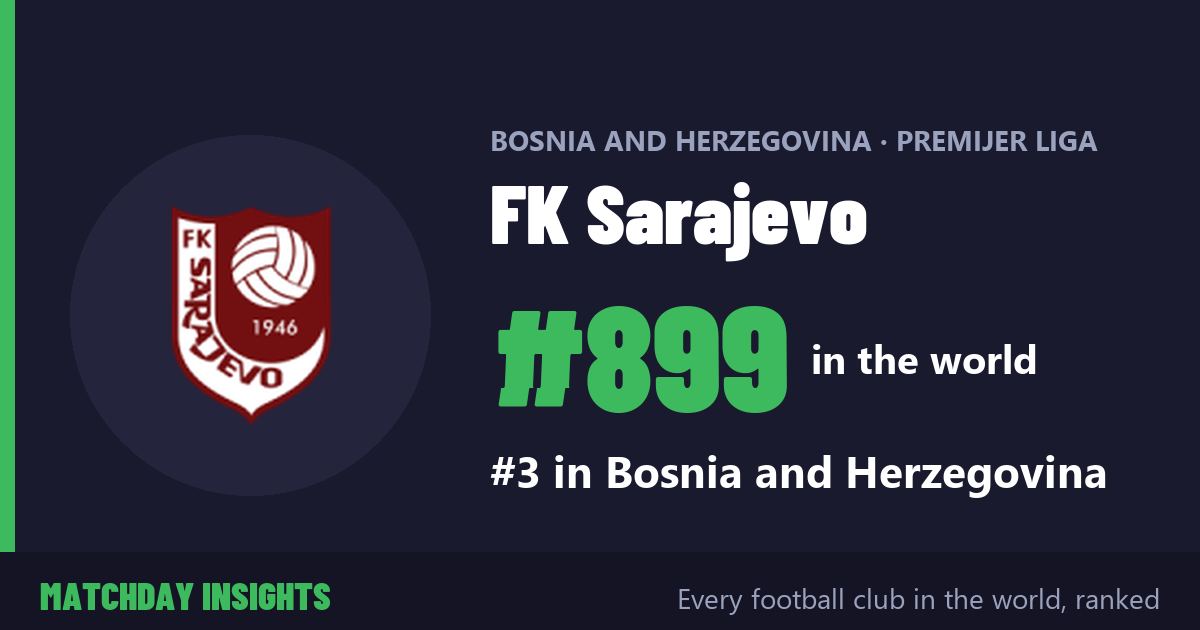 FK
SARAJEVO
1946
BOSNIA AND HERZEGOVINA · PREMIJER LIGA
FK Sarajevo
#899 in the world
#3 in Bosnia and Herzegovina
MATCHDAY INSIGHTS
Every football club in the world, ranked